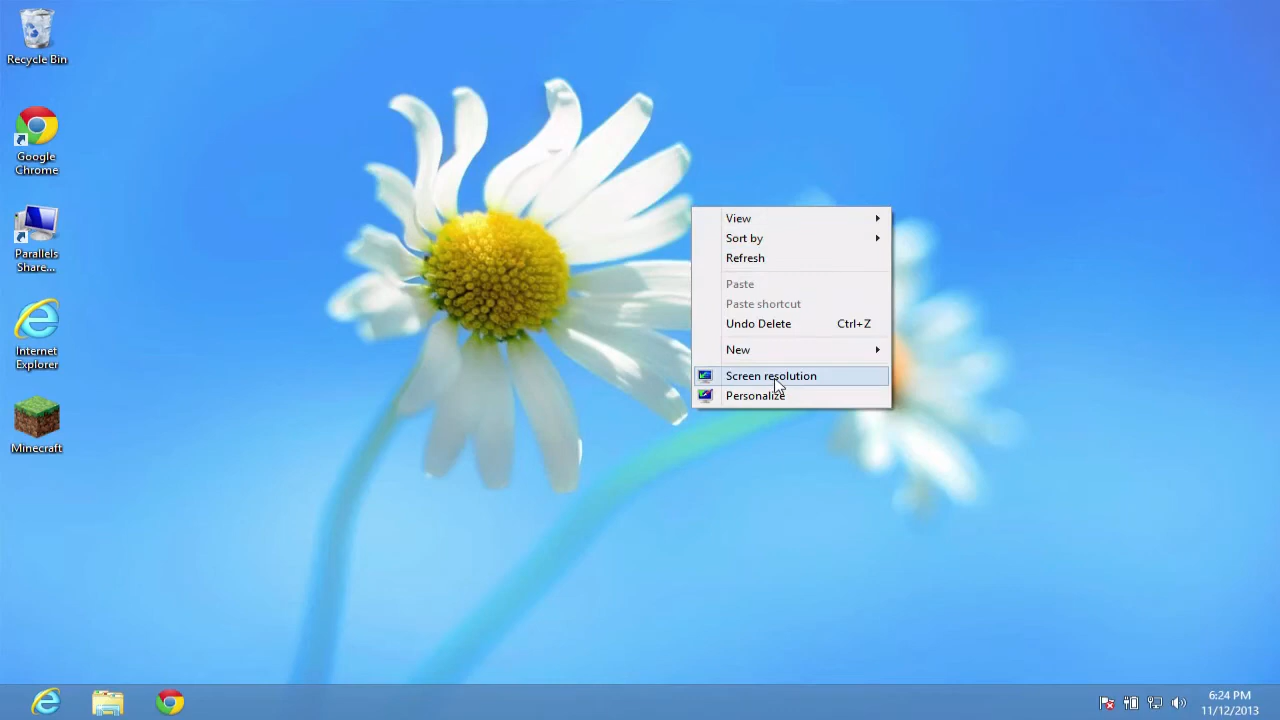 Recycle Bin
Google
Chrome
Parallels
Share...
Internet
Explorer
Minecraft
View
Sort by
Refresh
Paste
Paste shortcut
Undo Delete Ctrl+Z
New
Screen resolution
Personalize
6:24 PM
11/12/2013